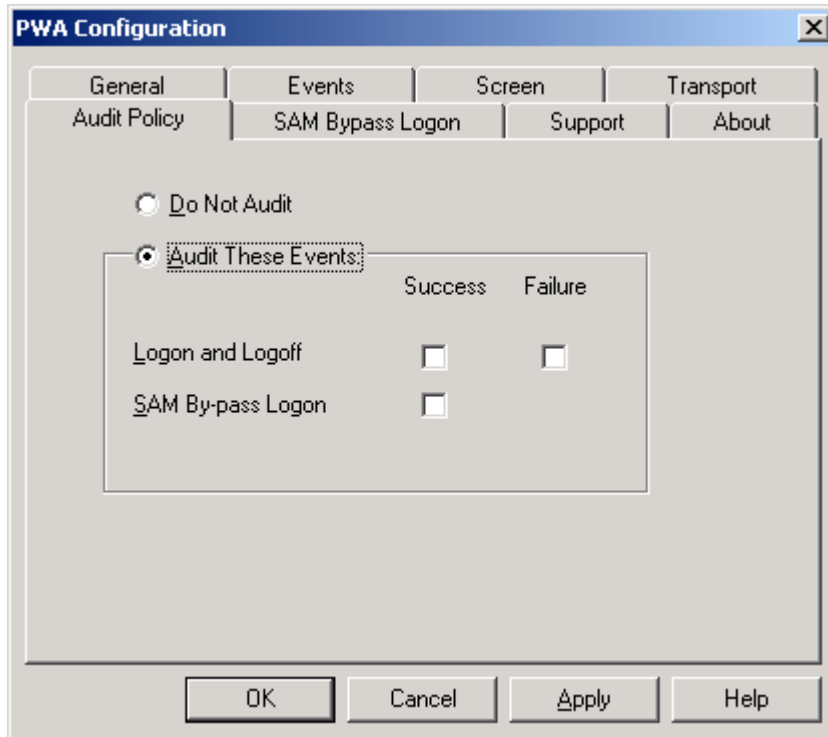 PWA Configuration
General Events Screen Transport
Audit Policy SAM Bypass Logon Support About
Do Not Audit
Audit These Events:
Success Failure
Logon and Logoff
SAM By-pass Logon
OK Cancel Apply Help